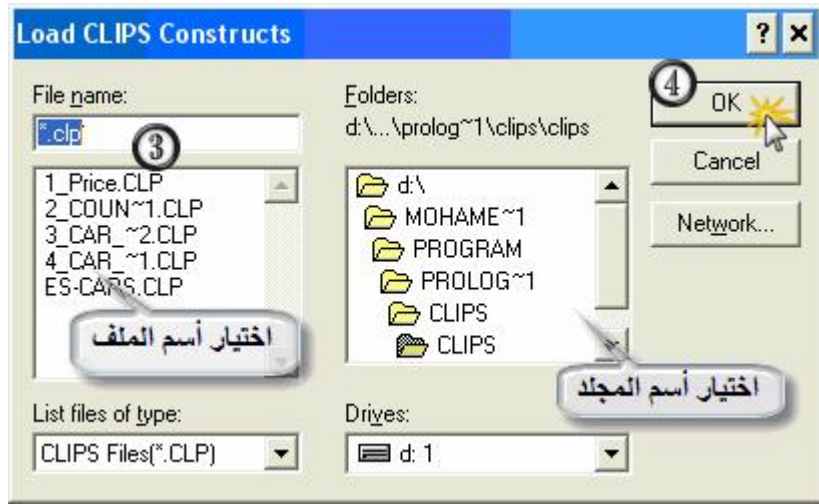 Load CLIPS Constructs
? ×
File name:
*.clp
③
1_Price.CLP
2_COUN~1.CLP
3_CAR_~2.CLP
4_CAR_~1.CLP
ES-CARS.CLP
اختيار أسم الملف
List files of type:
CLIPS Files(*.CLP)
Folders:
d:\...\prolog~1\clips\clips
d:\
MOHAME~1
PROGRAM
PROLOG~1
CLIPS
CLIPS
اختيار أسم المجلد
Drives:
d: 1
④
OK
Cancel
Network...